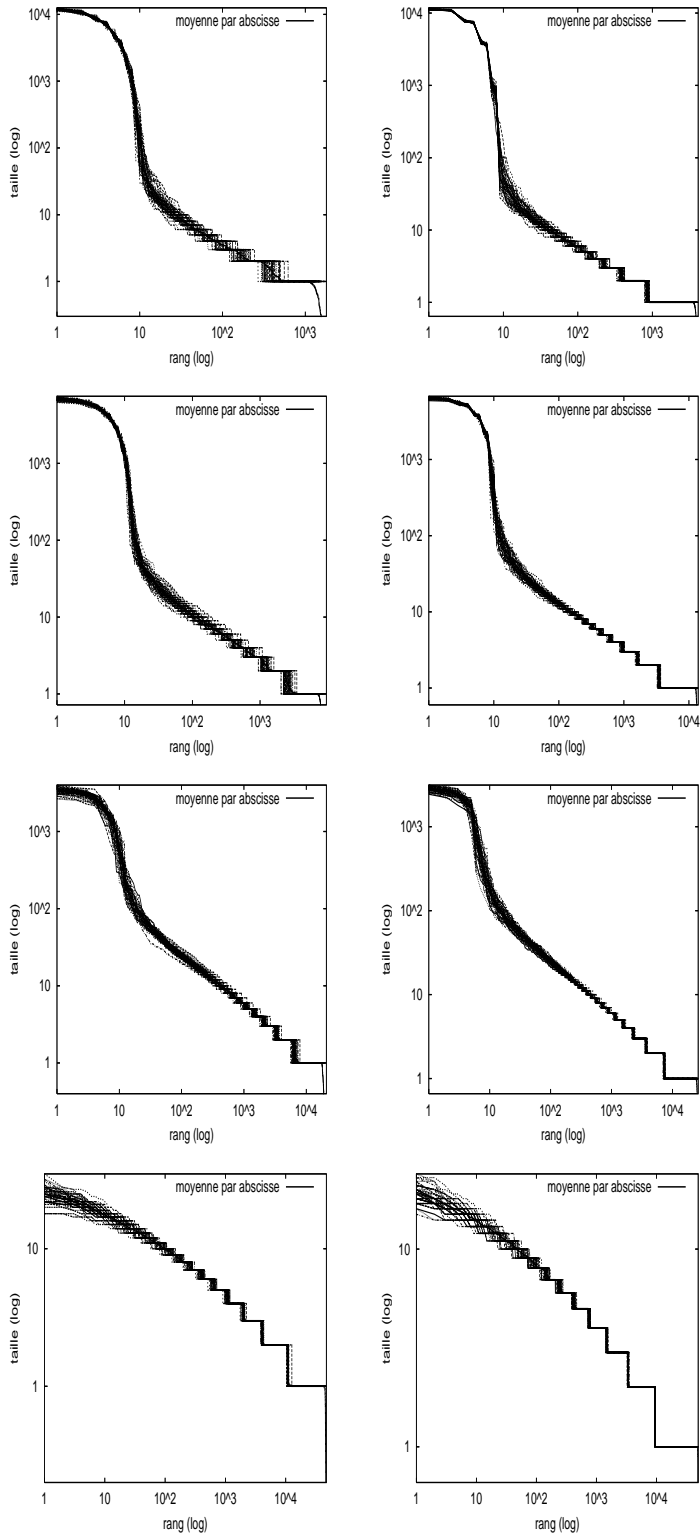 10^4 moyenne par abscisse
10^3
10^2
10
1
taille (log)
1 10 10^2 10^3
rang (log)
10^4 moyenne par abscisse
10^3
10^2
10
1
taille (log)
1 10 10^2 10^3
rang (log)
moyenne par abscisse
10^3
10^2
10
1
taille (log)
1 10 10^2 10^3
rang (log)
moyenne par abscisse
10^3
10^2
10
1
taille (log)
1 10 10^2 10^3 10^4
rang (log)
moyenne par abscisse
10^3
10^2
10
1
taille (log)
1 10 10^2 10^3 10^4
rang (log)
moyenne par abscisse
10^3
10^2
10
1
taille (log)
1 10 10^2 10^3 10^4
rang (log)
moyenne par abscisse
10
1
taille (log)
1 10 10^2 10^3 10^4
rang (log)
moyenne par abscisse
10
1
taille (log)
1 10 10^2 10^3 10^4
rang (log)